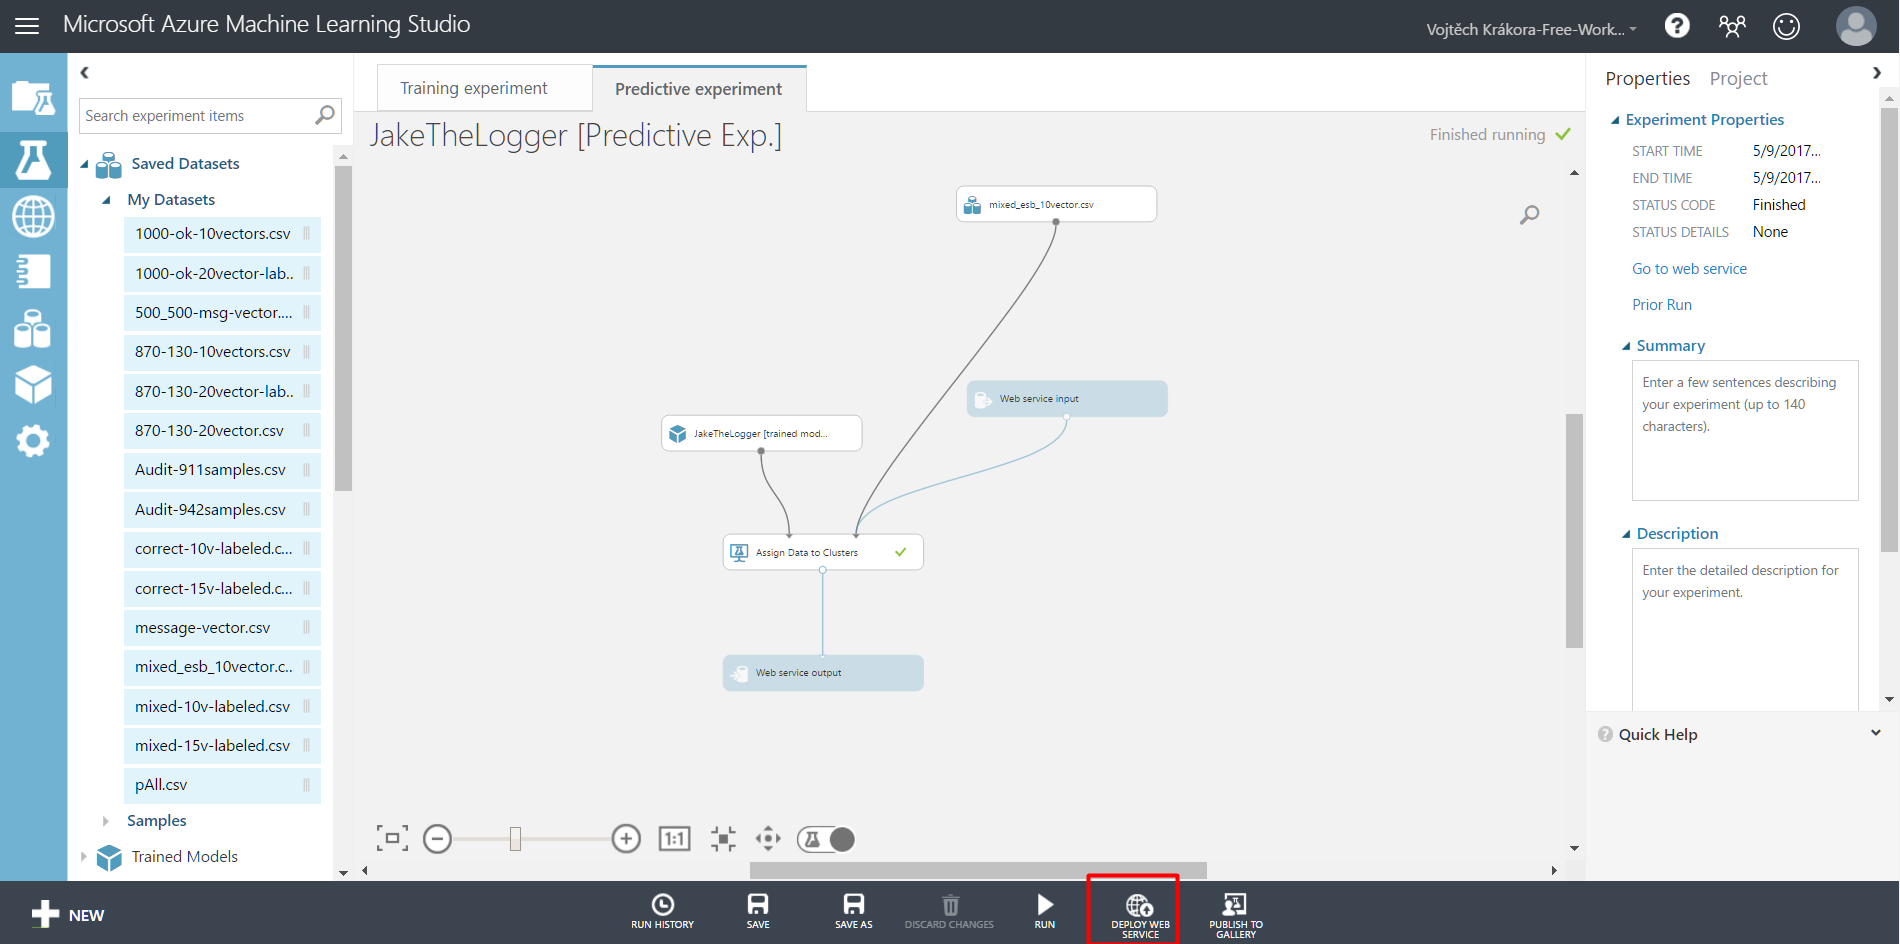 Microsoft Azure Machine Learning Studio
Vojtěch Krákora-Free-Work...
Search experiment items
Saved Datasets
My Datasets
1000-ok-10vectors.csv
1000-ok-20vector-lab..
500_500-msg-vector....
870-130-10vectors.csv
870-130-20vector-lab..
870-130-20vector.csv
Audit-911samples.csv
Audit-942samples.csv
correct-10v-labeled.c...
correct-15v-labeled.c...
message-vector.csv
mixed_esb_10vector.c..
mixed-10v-labeled.csv
mixed-15v-labeled.csv
pAll.csv
Samples
Trained Models
Training experiment
Predictive experiment
JakeTheLogger [Predictive Exp.]
Finished running
mixed_esb_10vector.csv
Web service input
JakeTheLogger [trained mod...
Assign Data to Clusters
Web service output
1:1
Properties
Project
Experiment Properties
START TIME 5/9/2017...
END TIME 5/9/2017...
STATUS CODE Finished
STATUS DETAILS None
Go to web service
Prior Run
Summary
Enter a few sentences describing
your experiment (up to 140
characters).
Description
Enter the detailed description for
your experiment.
? Quick Help
NEW
RUN HISTORY
SAVE
SAVE AS
DISCARD CHANGES
RUN
DEPLOY WEB
SERVICE
PUBLISH TO
GALLERY